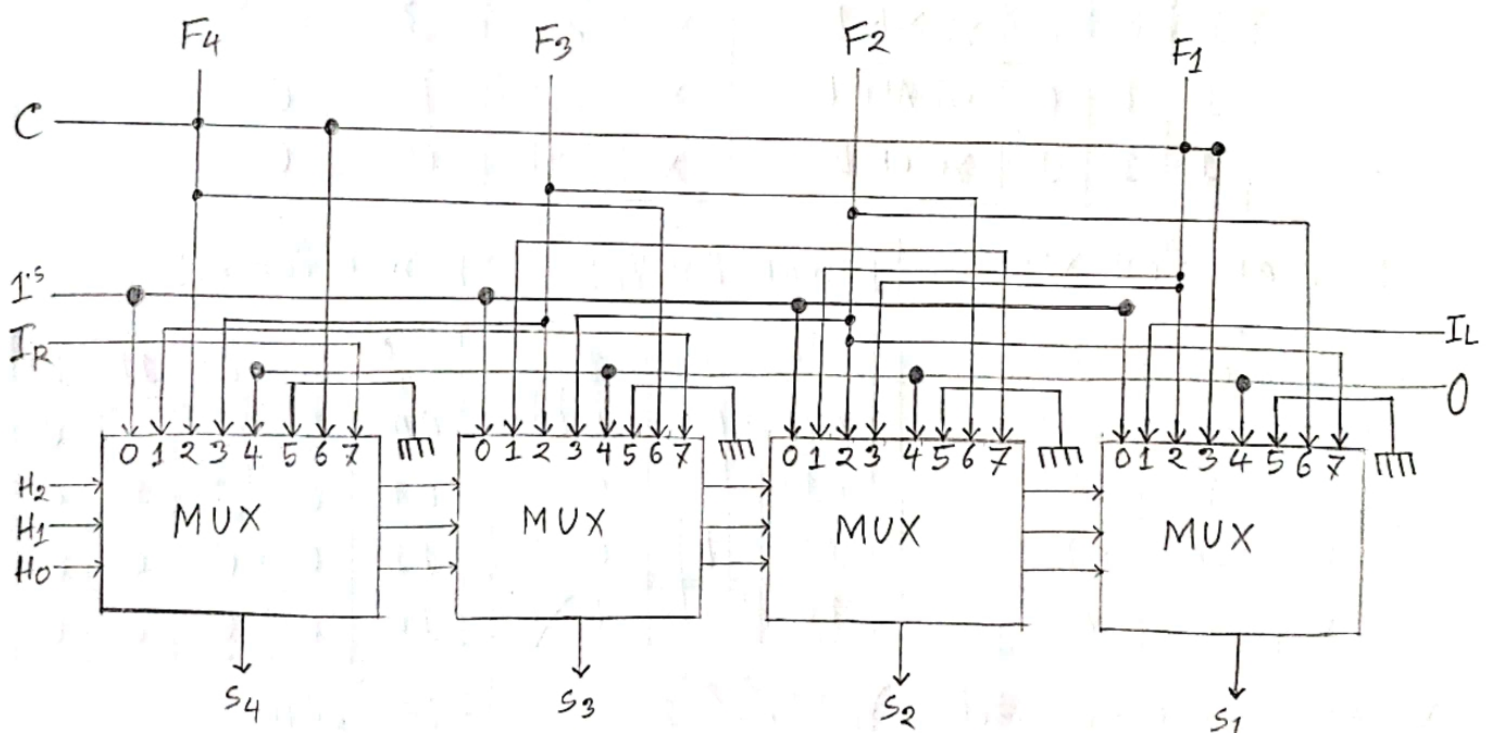 F4 F3 F2 F1
C
1's
IR IL
0
0 1 2 3 4 5 6 7 0 1 2 3 4 5 6 7 0 1 2 3 4 5 6 7 0 1 2 3 4 5 6 7
H2
H1 MUX MUX MUX MUX
H0
S4 S3 S2 S1